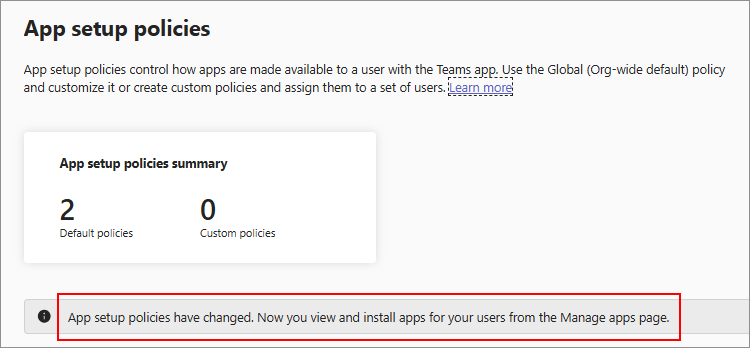 App setup policies
App setup policies control how apps are made available to a user with the Teams app. Use the Global (Org-wide default) policy
and customize it or create custom policies and assign them to a set of users. Learn more
App setup policies summary
2 0
Default policies Custom policies
App setup policies have changed. Now you view and install apps for your users from the Manage apps page.